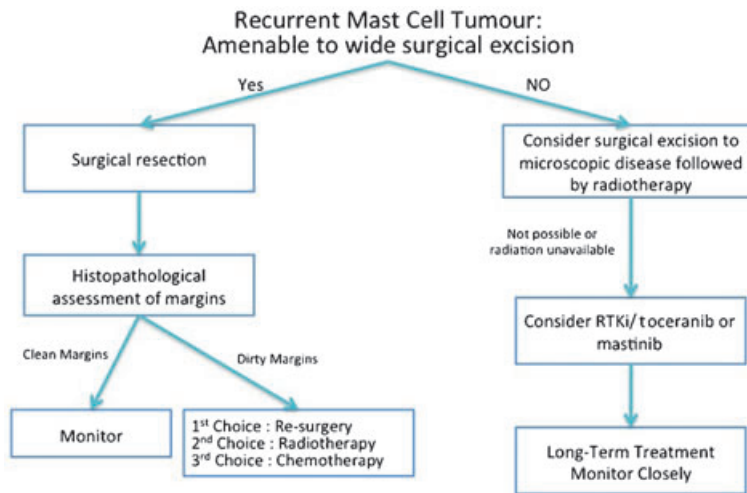 Recurrent Mast Cell Tumour:
Amenable to wide surgical excision
Yes
NO
Surgical resection
Consider surgical excision to
microscopic disease followed
by radiotherapy
Not possible or
radiation unavailable
Histopathological
assessment of margins
Consider RTKi/toceranib or
mastinib
Clean Margins
Dirty Margins
Monitor
1st Choice : Re-surgery
2nd Choice : Radiotherapy
3rd Choice : Chemotherapy
Long-Term Treatment
Monitor Closely